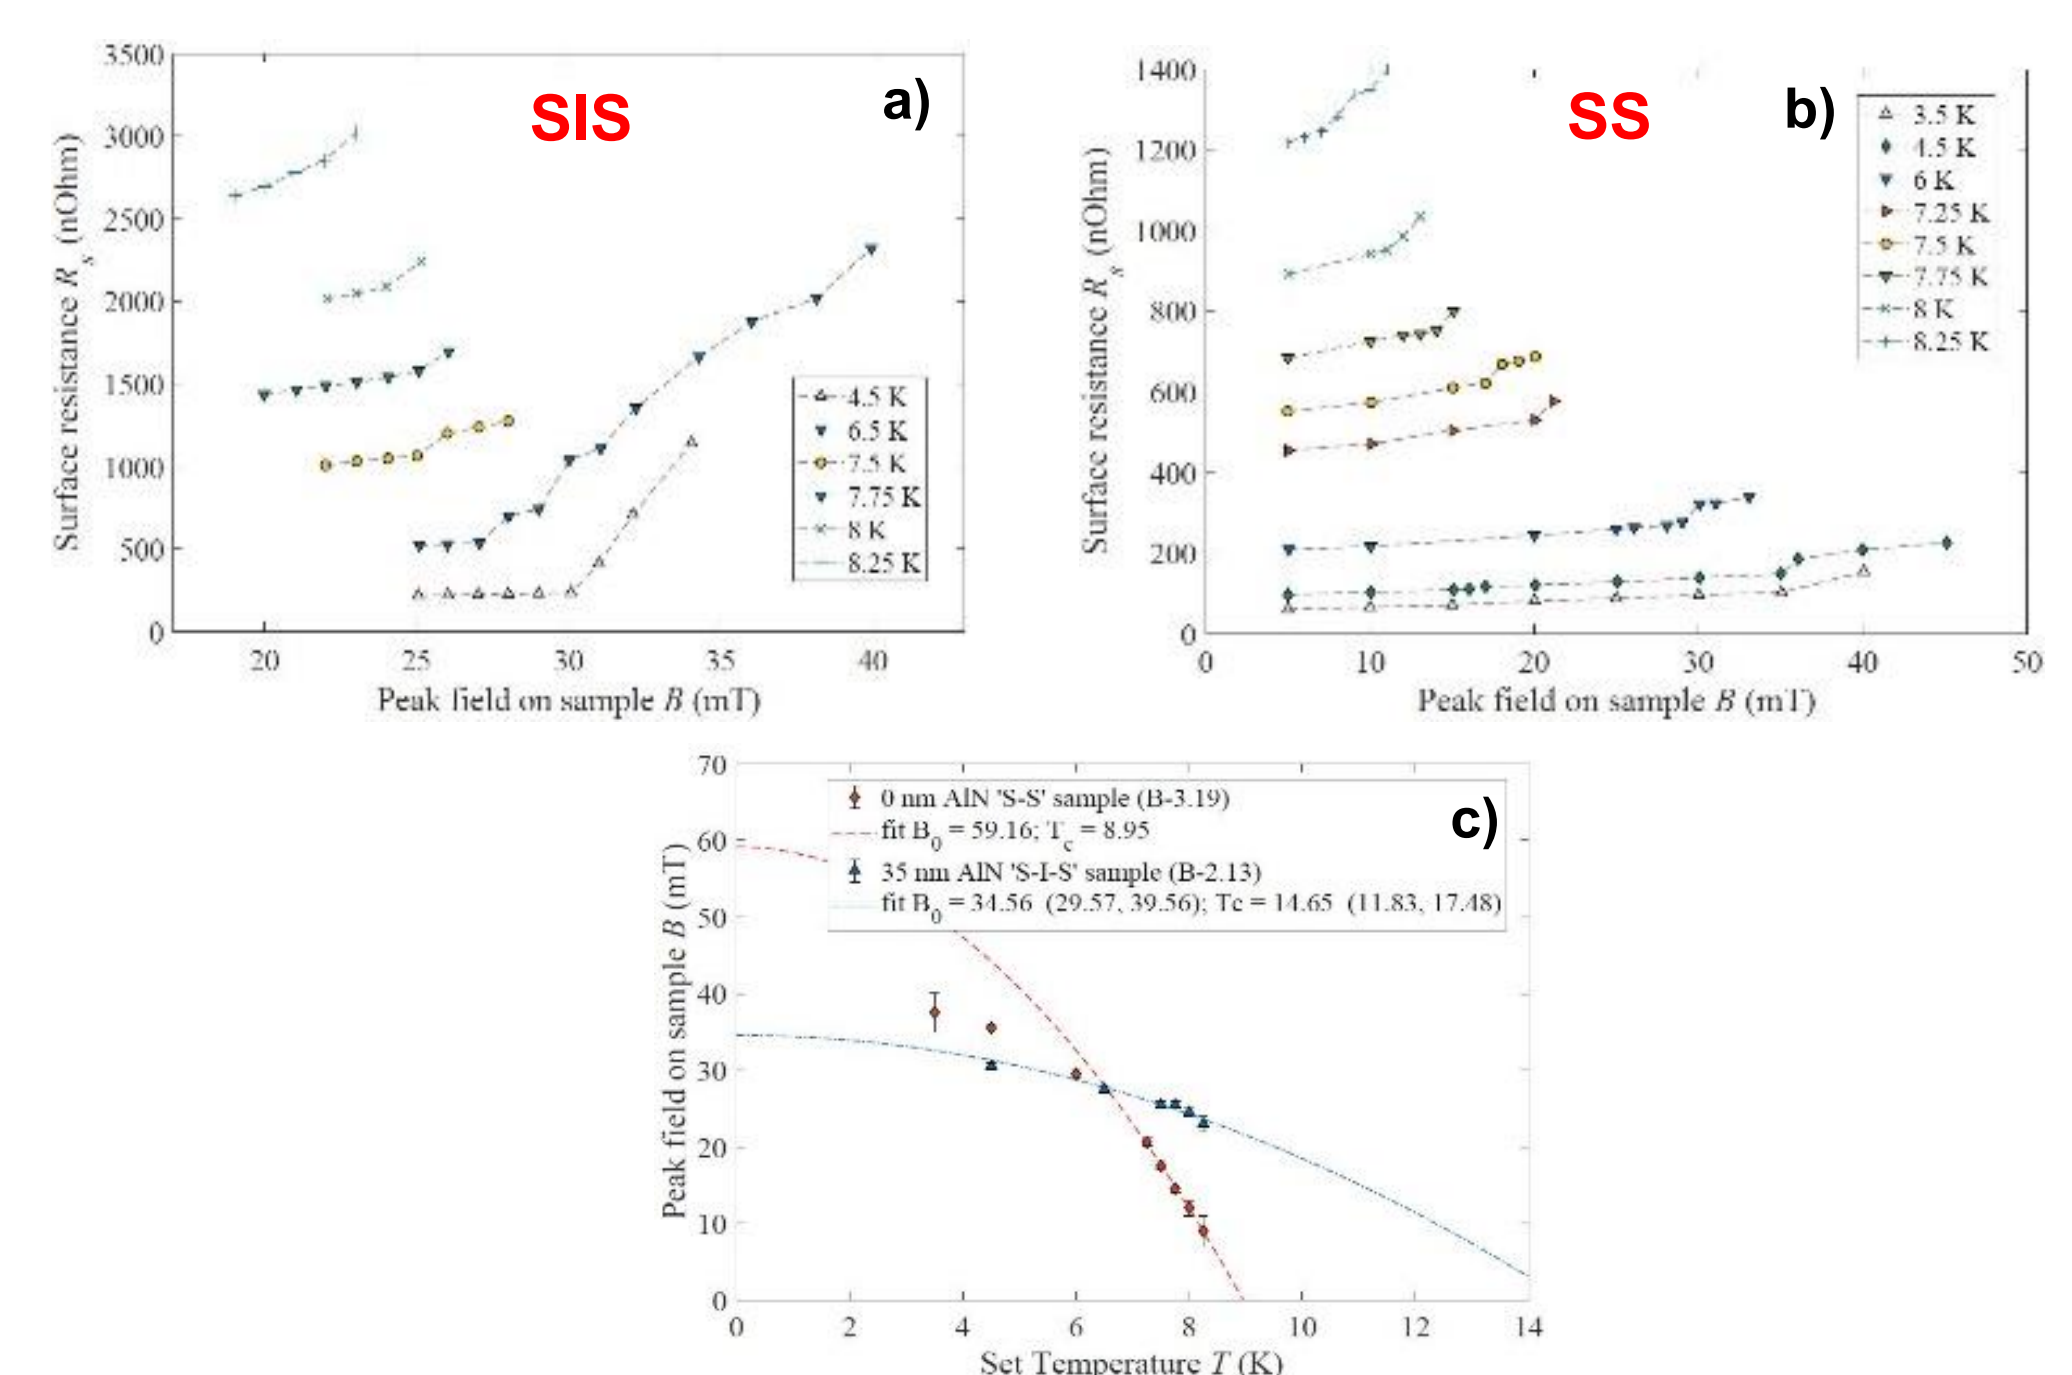 SIS
a)
3500
3000
2500
2000
1500
1000
500
0
Surface resistance R_s (nOhm)
4.5 K
6.5 K
7.5 K
7.75 K
8 K
8.25 K
20 25 30 35 40
Peak field on sample B (mT)
SS
b)
1400
1200
1000
800
600
400
200
0
Surface resistance R_s (nOhm)
3.5 K
4.5 K
6 K
7.25 K
7.5 K
7.75 K
8 K
8.25 K
0 10 20 30 40 50
Peak field on sample B (mT)
c)
70
60
50
40
30
20
10
0
Peak field on sample B (mT)
0 nm AlN 'S-S' sample (B-3.19)
fit B_0 = 59.16; T_c = 8.95
35 nm AlN 'S-I-S' sample (B-2.13)
fit B_0 = 34.56 (29.57, 39.56); Tc = 14.65 (11.83, 17.48)
0 2 4 6 8 10 12 14
Set Temperature T (K)